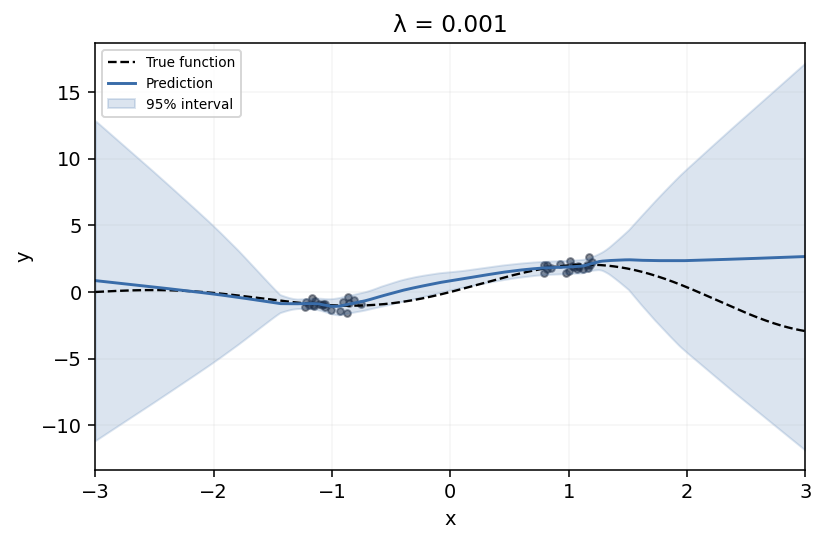 λ = 0.001
True function
Prediction
95% interval
15
10
5
0
−5
−10
y
−3
−2
−1
0
1
2
3
x